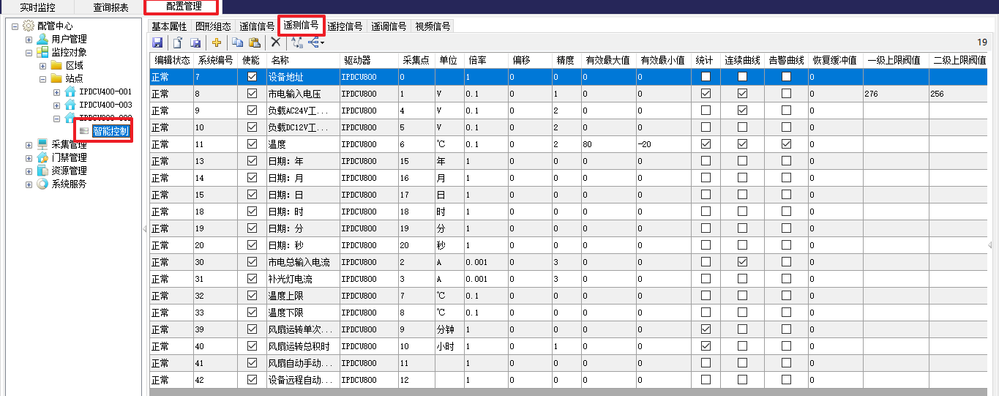 实时监控 查询报表 配置管理
配管中心
用户管理
监控对象
区域
站点
IPDCU400-001
IPDCU400-003
智能控制
采集管理
门禁管理
资源管理
系统服务
基本属性 图形组态 遥信信号 遥测信号 遥控信号 遥调信号 视频信号
19
编辑状态 系统编号 使能 名称 驱动器 采集点 单位 倍率 偏移 精度 有效最大值 有效最小值 统计 连续曲线 告警曲线 恢复缓冲值 一级上限阀值 二级上限阀值
正常 7 设备地址 IPDCU800 0 1 0 0 0 0 0
正常 8 市电输入电压 IPDCU800 1 V 0.1 0 1 0 0 0 276 256
正常 9 负载AC24V工... IPDCU800 4 V 0.1 0 2 0 0 0
正常 10 负载DC12V工... IPDCU800 5 V 0.1 0 2 0 0 0
正常 11 温度 IPDCU800 6 ℃ 0.1 0 2 80 -20 0
正常 13 日期：年 IPDCU800 15 年 1 0 0 0 0 0
正常 14 日期：月 IPDCU800 16 月 1 0 0 0 0 0
正常 15 日期：日 IPDCU800 17 日 1 0 0 0 0 0
正常 18 日期：时 IPDCU800 18 时 1 0 0 0 0 0
正常 19 日期：分 IPDCU800 19 分 1 0 0 0 0 0
正常 20 日期：秒 IPDCU800 20 秒 1 0 0 0 0 0
正常 30 市电总输入电流 IPDCU800 2 A 0.001 0 3 0 0 0
正常 31 补光灯电流 IPDCU800 3 A 0.001 0 3 0 0 0
正常 32 温度上限 IPDCU800 7 ℃ 0.1 0 0 0 0 0
正常 33 温度下限 IPDCU800 8 ℃ 0.1 0 0 0 0 0
正常 39 风扇运转单次... IPDCU800 9 分钟 1 0 0 0 0 0
正常 40 风扇运转总积时 IPDCU800 10 小时 1 0 1 0 0 0
正常 41 风扇自动手动... IPDCU800 11 1 0 0 0 0 0
正常 42 设备远程自动... IPDCU800 12 1 0 0 0 0 0